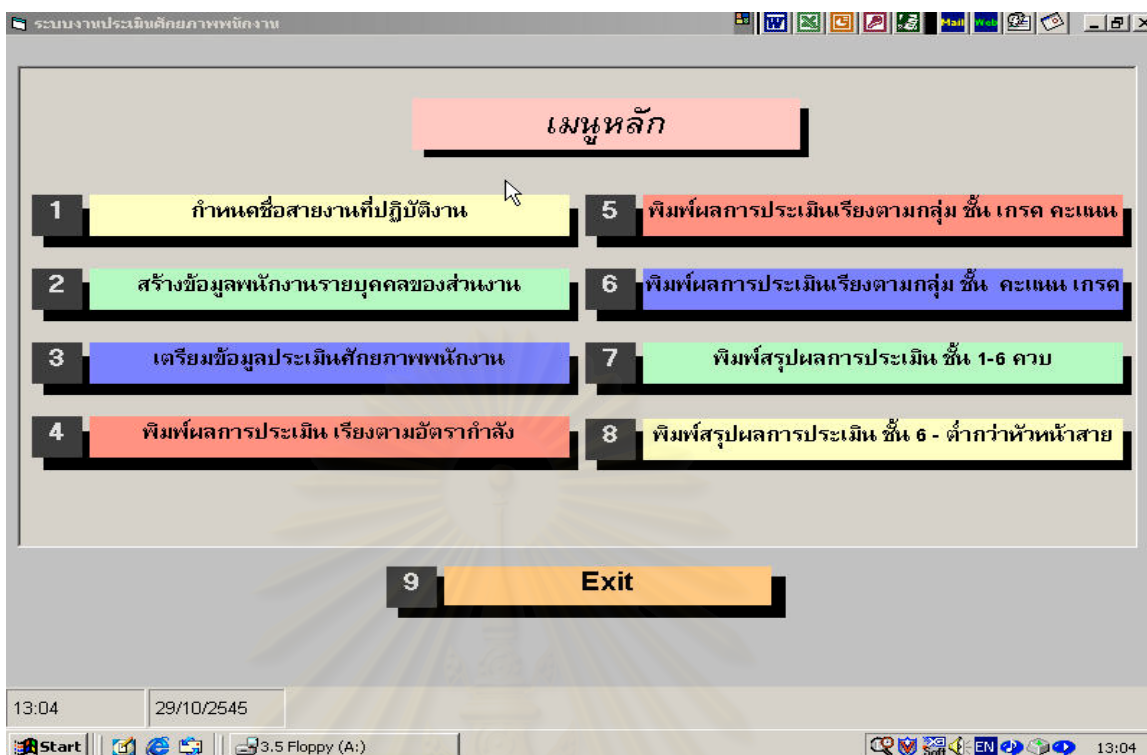 ระบบงานประเมินศักยภาพพนักงาน
Mail Web
เมนูหลัก
1 กำหนดชื่อสายงานที่ปฏิบัติงาน
2 สร้างข้อมูลพนักงานรายบุคคลของส่วนงาน
3 เตรียมข้อมูลประเมินศักยภาพพนักงาน
4 พิมพ์ผลการประเมิน เรียงตามอัตรากำลัง
5 พิมพ์ผลการประเมินเรียงตามกลุ่ม ชั้น เกรด คะแนน
6 พิมพ์ผลการประเมินเรียงตามกลุ่ม ชั้น คะแนน เกรด
7 พิมพ์สรุปผลการประเมิน ชั้น 1-6 ควบ
8 พิมพ์สรุปผลการประเมิน ชั้น 6 - ต่ำกว่าหัวหน้าสาย
9 Exit
13:04 29/10/2545
Start 3.5 Floppy (A:) EN 13:04